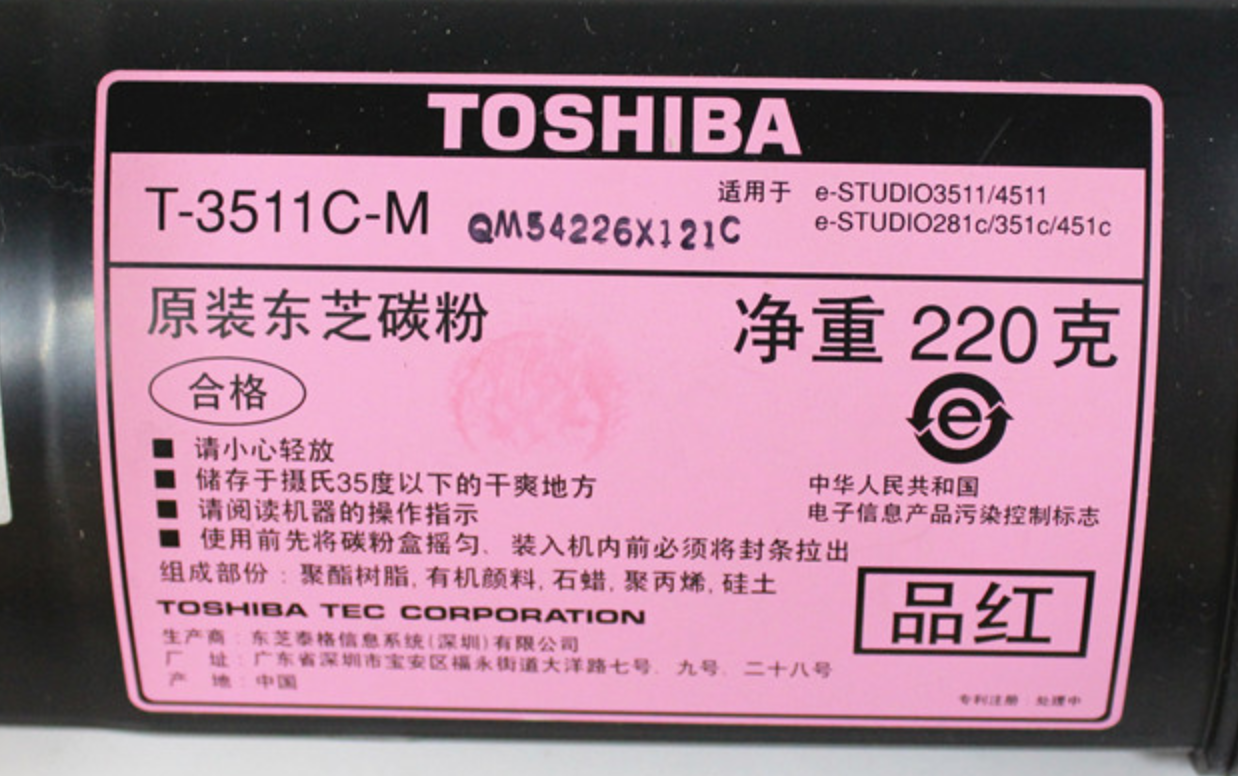 TOSHIBA
T-3511C-M
QM54226X121C
适用于 e-STUDIO3511/4511
e-STUDIO281c/351c/451c
原装东芝碳粉
净重 220克
合格
e
■ 请小心轻放
■ 储存于摄氏35度以下的干爽地方
■ 请阅读机器的操作指示
■ 使用前先将碳粉盒摇匀、装入机内前必须将封条拉出
中华人民共和国
电子信息产品污染控制标志
组成部份：聚酯树脂,有机颜料,石蜡,聚丙烯,硅土
品红
TOSHIBA TEC CORPORATION
生产商：东芝泰格信息系统(深圳)有限公司
厂 址：广东省深圳市宝安区福永街道大洋路七号、九号、二十八号
产 地：中国
专利注册：处理中